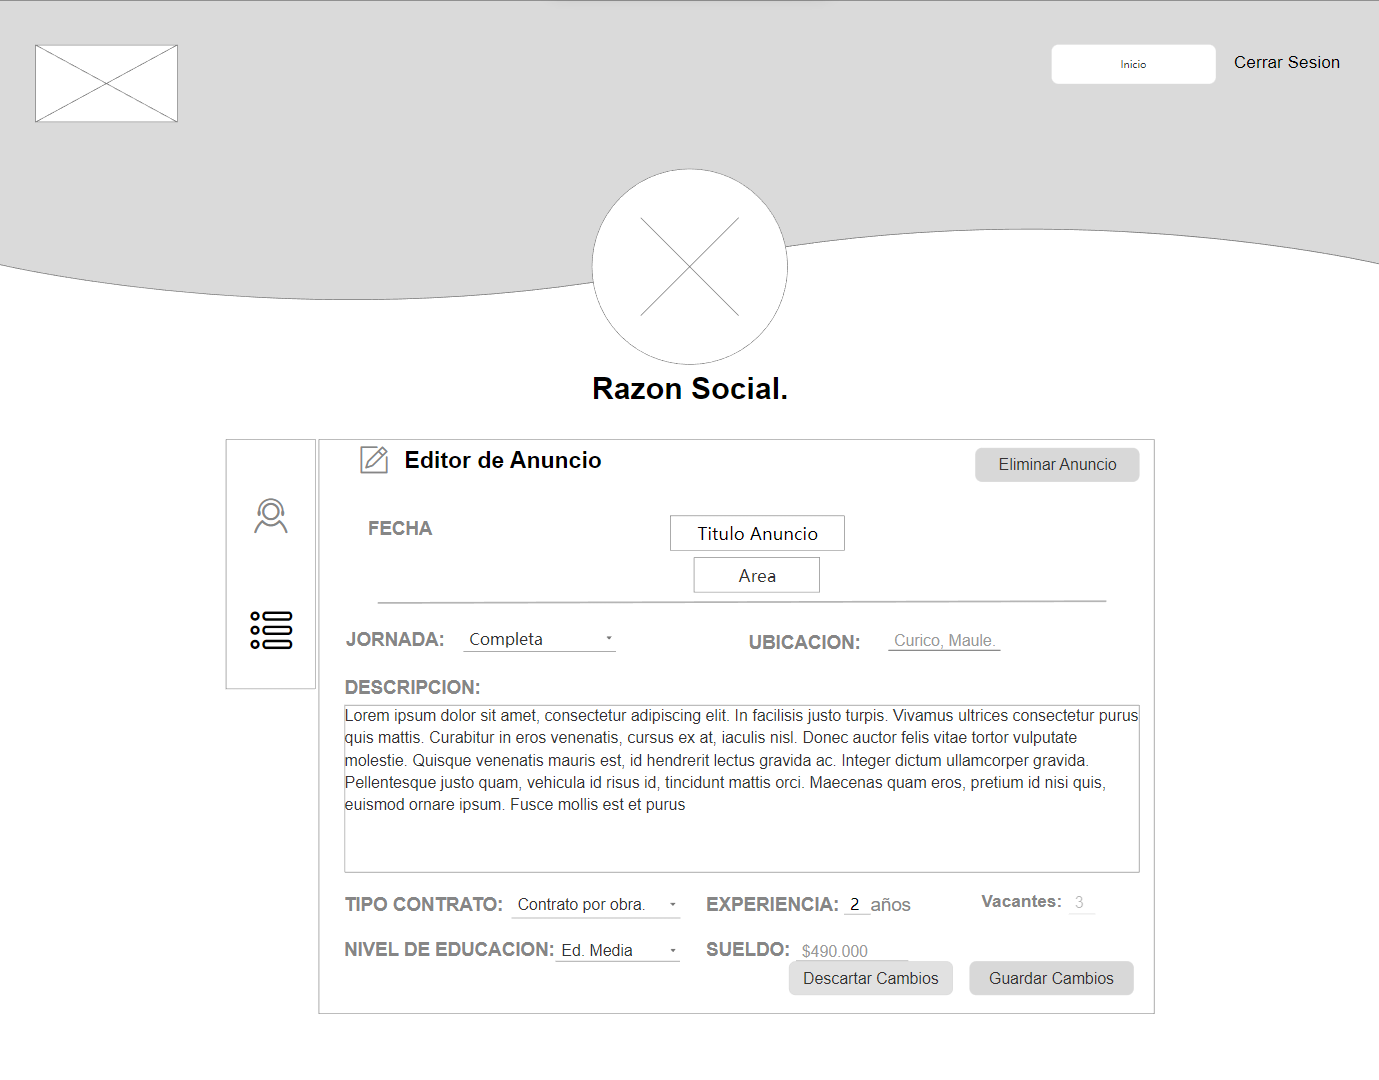 Inicio
Cerrar Sesion
Razon Social.
Editor de Anuncio
Eliminar Anuncio
FECHA
Titulo Anuncio
Area
JORNADA: Completa
UBICACION: Curico, Maule.
DESCRIPCION:
Lorem ipsum dolor sit amet, consectetur adipiscing elit. In facilisis justo turpis. Vivamus ultrices consectetur purus
quis mattis. Curabitur in eros venenatis, cursus ex at, iaculis nisl. Donec auctor felis vitae tortor vulputate
molestie. Quisque venenatis mauris est, id hendrerit lectus gravida ac. Integer dictum ullamcorper gravida.
Pellentesque justo quam, vehicula id risus id, tincidunt mattis orci. Maecenas quam eros, pretium id nisi quis,
euismod ornare ipsum. Fusce mollis est et purus
TIPO CONTRATO: Contrato por obra.
EXPERIENCIA: 2 años
Vacantes: 3
NIVEL DE EDUCACION: Ed. Media
SUELDO: $490.000
Descartar Cambios
Guardar Cambios